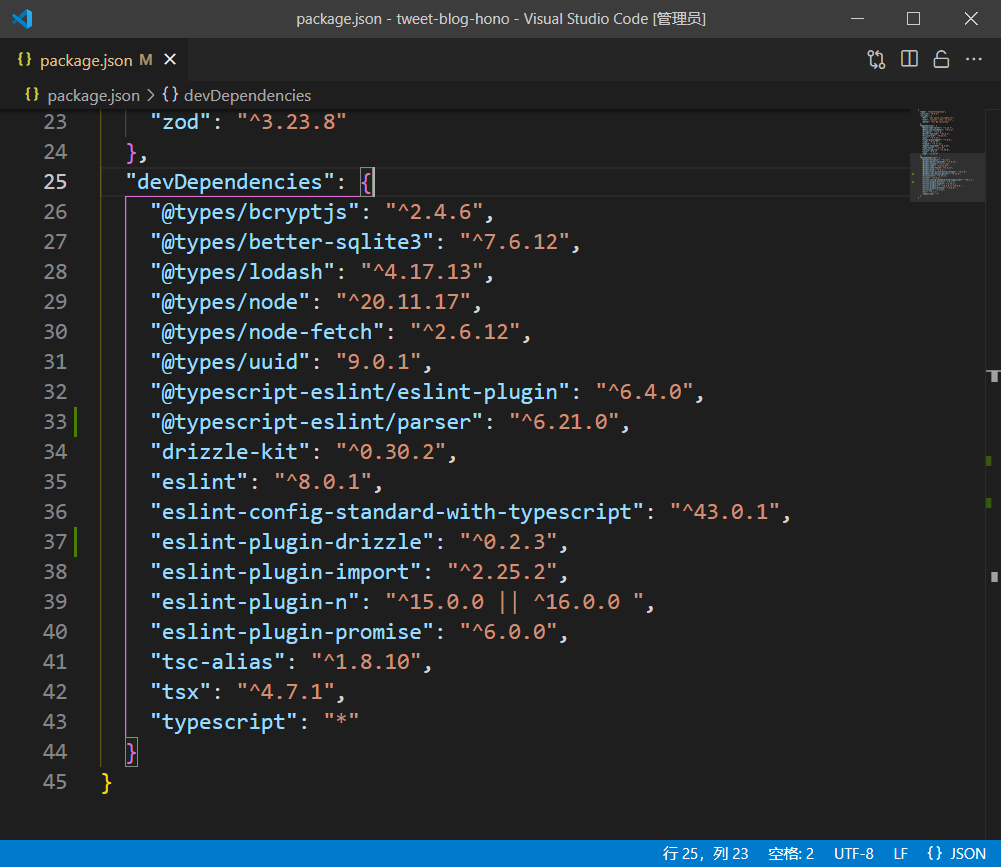 package.json - tweet-blog-hono - Visual Studio Code [管理员]
{} package.json M
{} package.json > {} devDependencies
23 "zod": "^3.23.8"
24 },
25 "devDependencies": {
26 "@types/bcryptjs": "^2.4.6",
27 "@types/better-sqlite3": "^7.6.12",
28 "@types/lodash": "^4.17.13",
29 "@types/node": "^20.11.17",
30 "@types/node-fetch": "^2.6.12",
31 "@types/uuid": "9.0.1",
32 "@typescript-eslint/eslint-plugin": "^6.4.0",
33 "@typescript-eslint/parser": "^6.21.0",
34 "drizzle-kit": "^0.30.2",
35 "eslint": "^8.0.1",
36 "eslint-config-standard-with-typescript": "^43.0.1",
37 "eslint-plugin-drizzle": "^0.2.3",
38 "eslint-plugin-import": "^2.25.2",
39 "eslint-plugin-n": "^15.0.0 || ^16.0.0 ",
40 "eslint-plugin-promise": "^6.0.0",
41 "tsc-alias": "^1.8.10",
42 "tsx": "^4.7.1",
43 "typescript": "*"
44 }
45 }
行 25，列 23 空格: 2 UTF-8 LF {} JSON